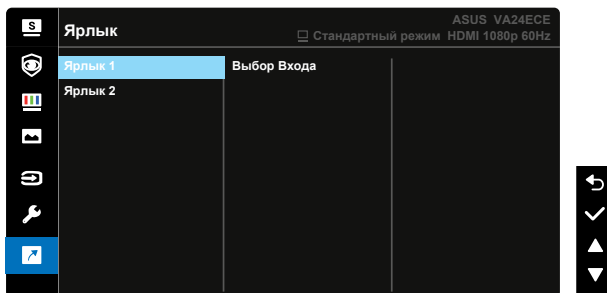 S
Ярлык
ASUS VA24ECE
Стандартный режим HDMI 1080p 60Hz
Ярлык 1
Выбор Входа
Ярлык 2